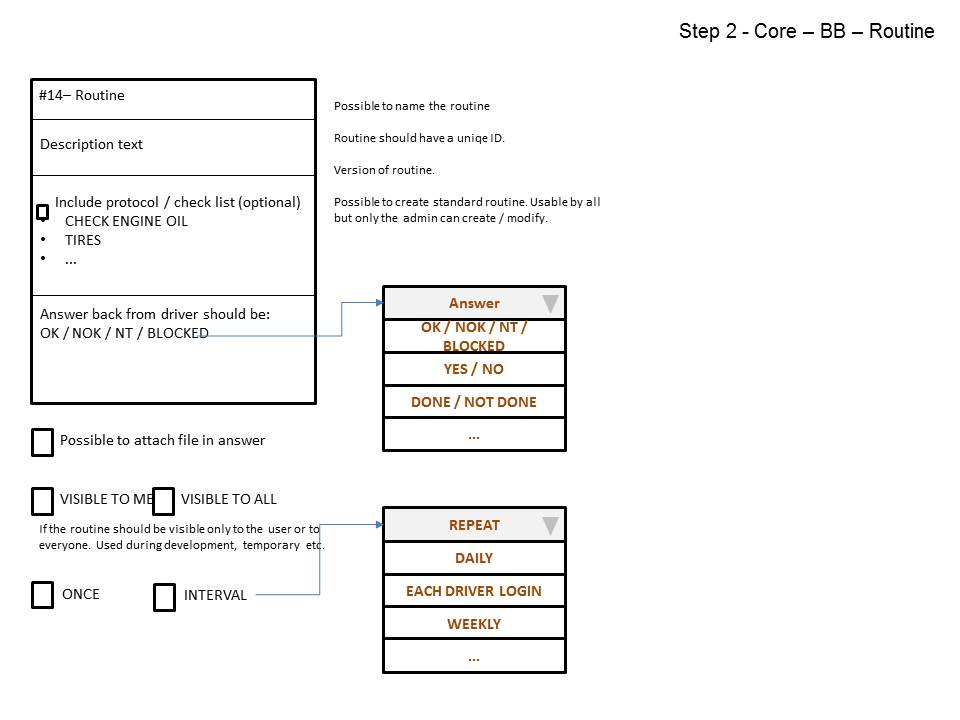 Step 2 - Core – BB – Routine
#14– Routine
Description text
Include protocol / check list (optional)
• CHECK ENGINE OIL
• TIRES
• ...
Answer back from driver should be:
OK / NOK / NT / BLOCKED
Possible to name the routine
Routine should have a uniqe ID.
Version of routine.
Possible to create standard routine. Usable by all
but only the admin can create / modify.
Answer
OK / NOK / NT /
BLOCKED
YES / NO
DONE / NOT DONE
...
Possible to attach file in answer
VISIBLE TO ME
VISIBLE TO ALL
If the routine should be visible only to the user or to
everyone. Used during development, temporary etc.
ONCE
INTERVAL
REPEAT
DAILY
EACH DRIVER LOGIN
WEEKLY
...